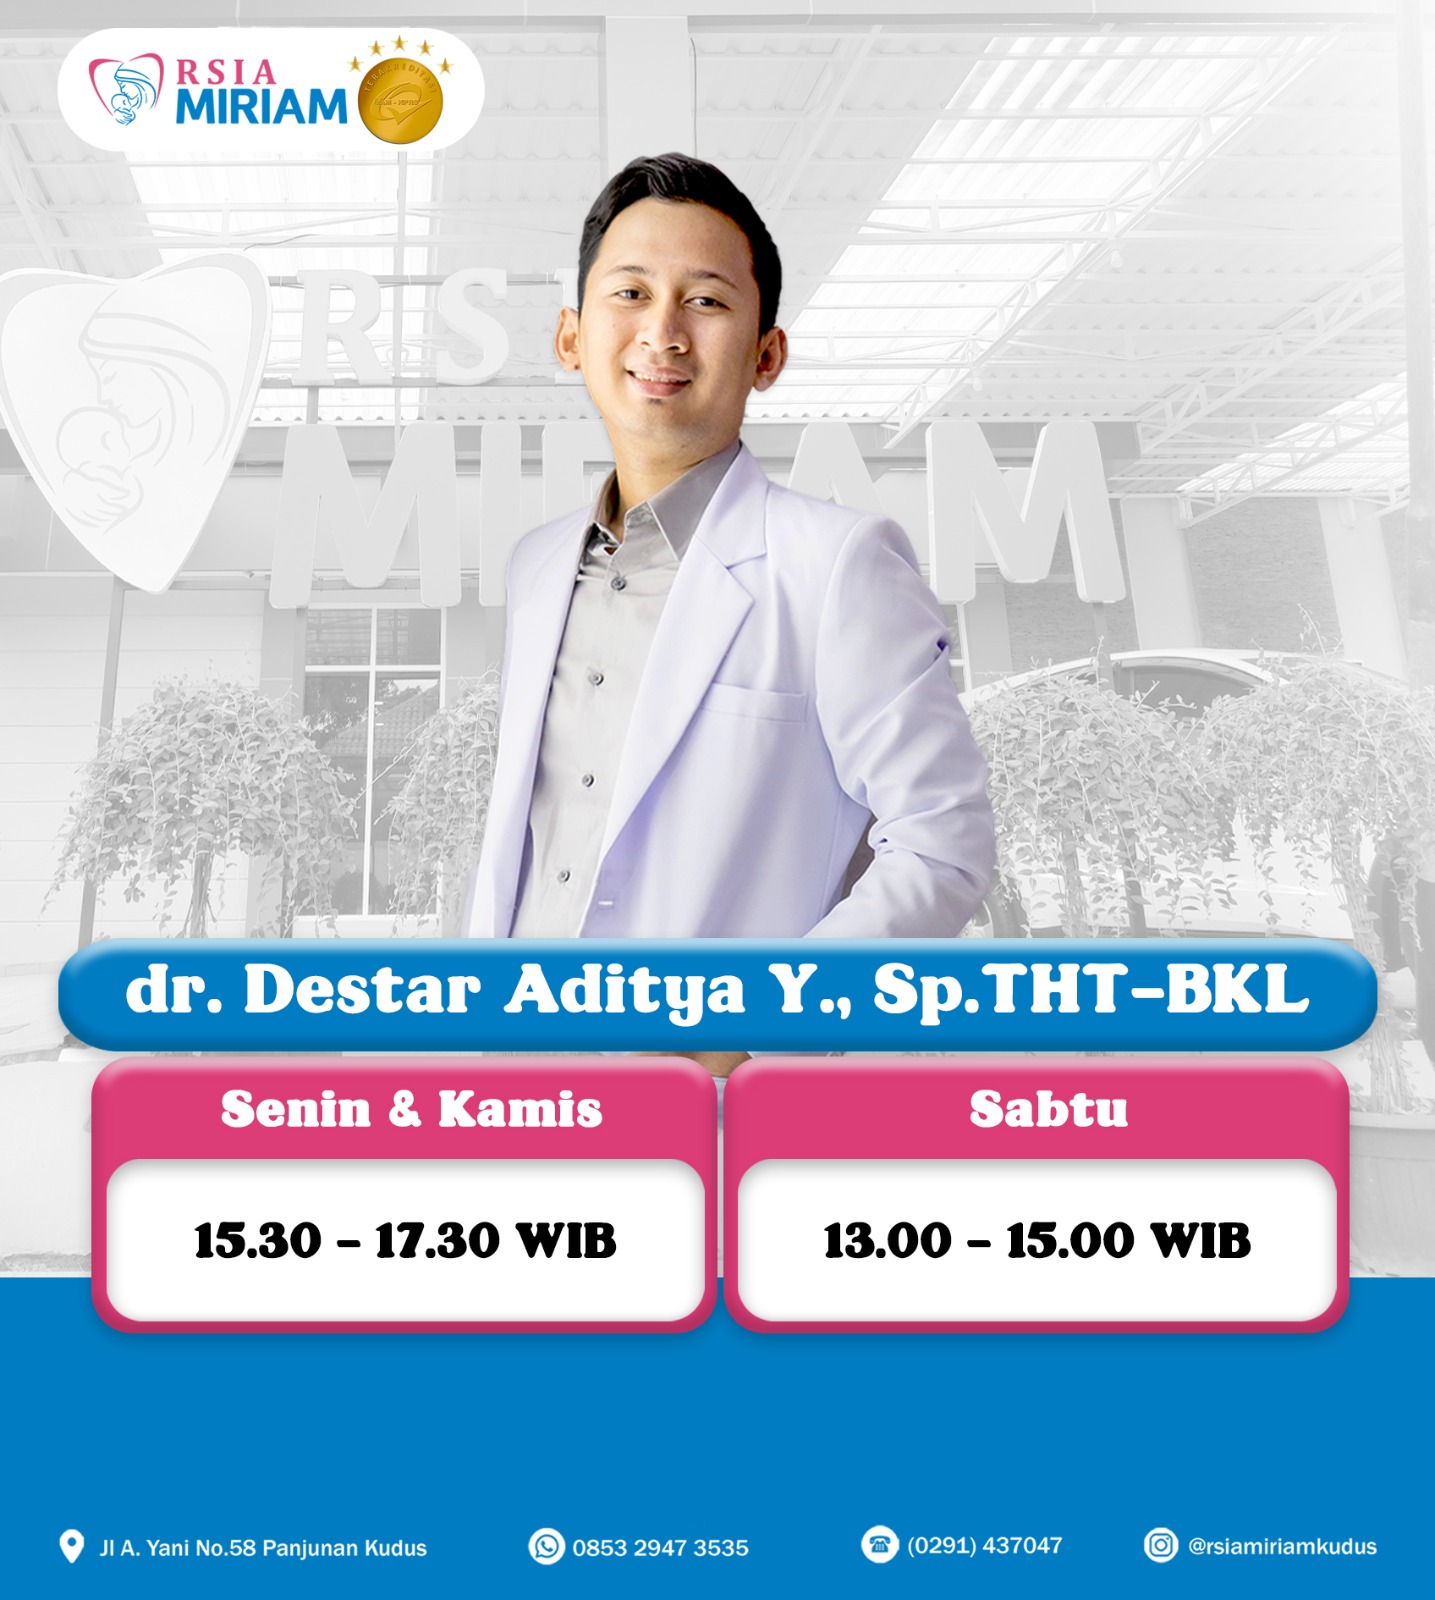 RSIA
MIRIAM
TERAKREDITASI
dr. Destar Aditya Y., Sp.THT-BKL
Senin & Kamis
15.30 - 17.30 WIB
Sabtu
13.00 - 15.00 WIB
Jl A. Yani No.58 Panjunan Kudus
0853 2947 3535
(0291) 437047
@rsiamiriamkudus